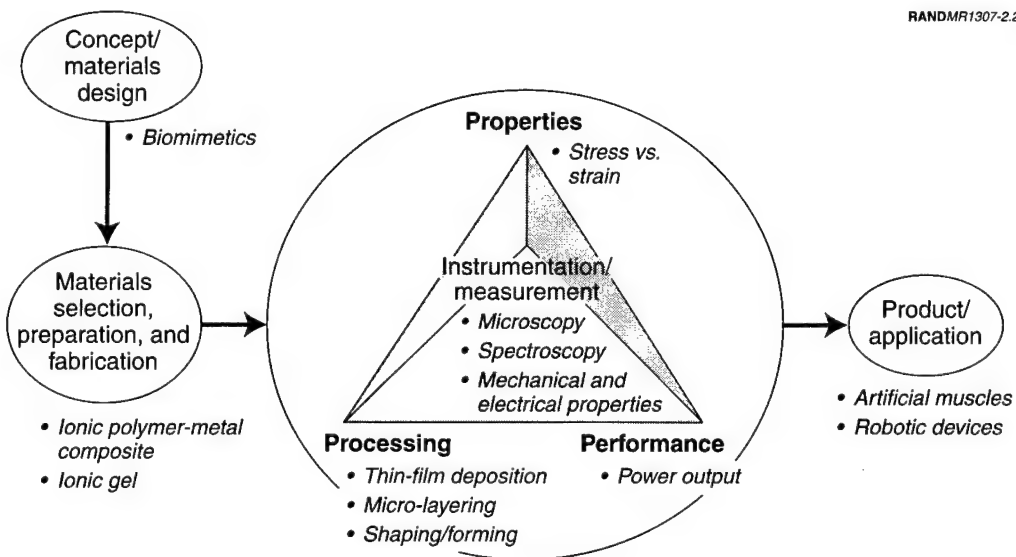 RANDMR1307-2.2
Concept/
materials
design
• Biomimetics
Materials
selection,
preparation, and
fabrication
• Ionic polymer-metal
composite
• Ionic gel
Properties
• Stress vs.
strain
Instrumentation/
measurement
• Microscopy
• Spectroscopy
• Mechanical and
electrical properties
Processing
• Thin-film deposition
• Micro-layering
• Shaping/forming
Performance
• Power output
Product/
application
• Artificial muscles
• Robotic devices